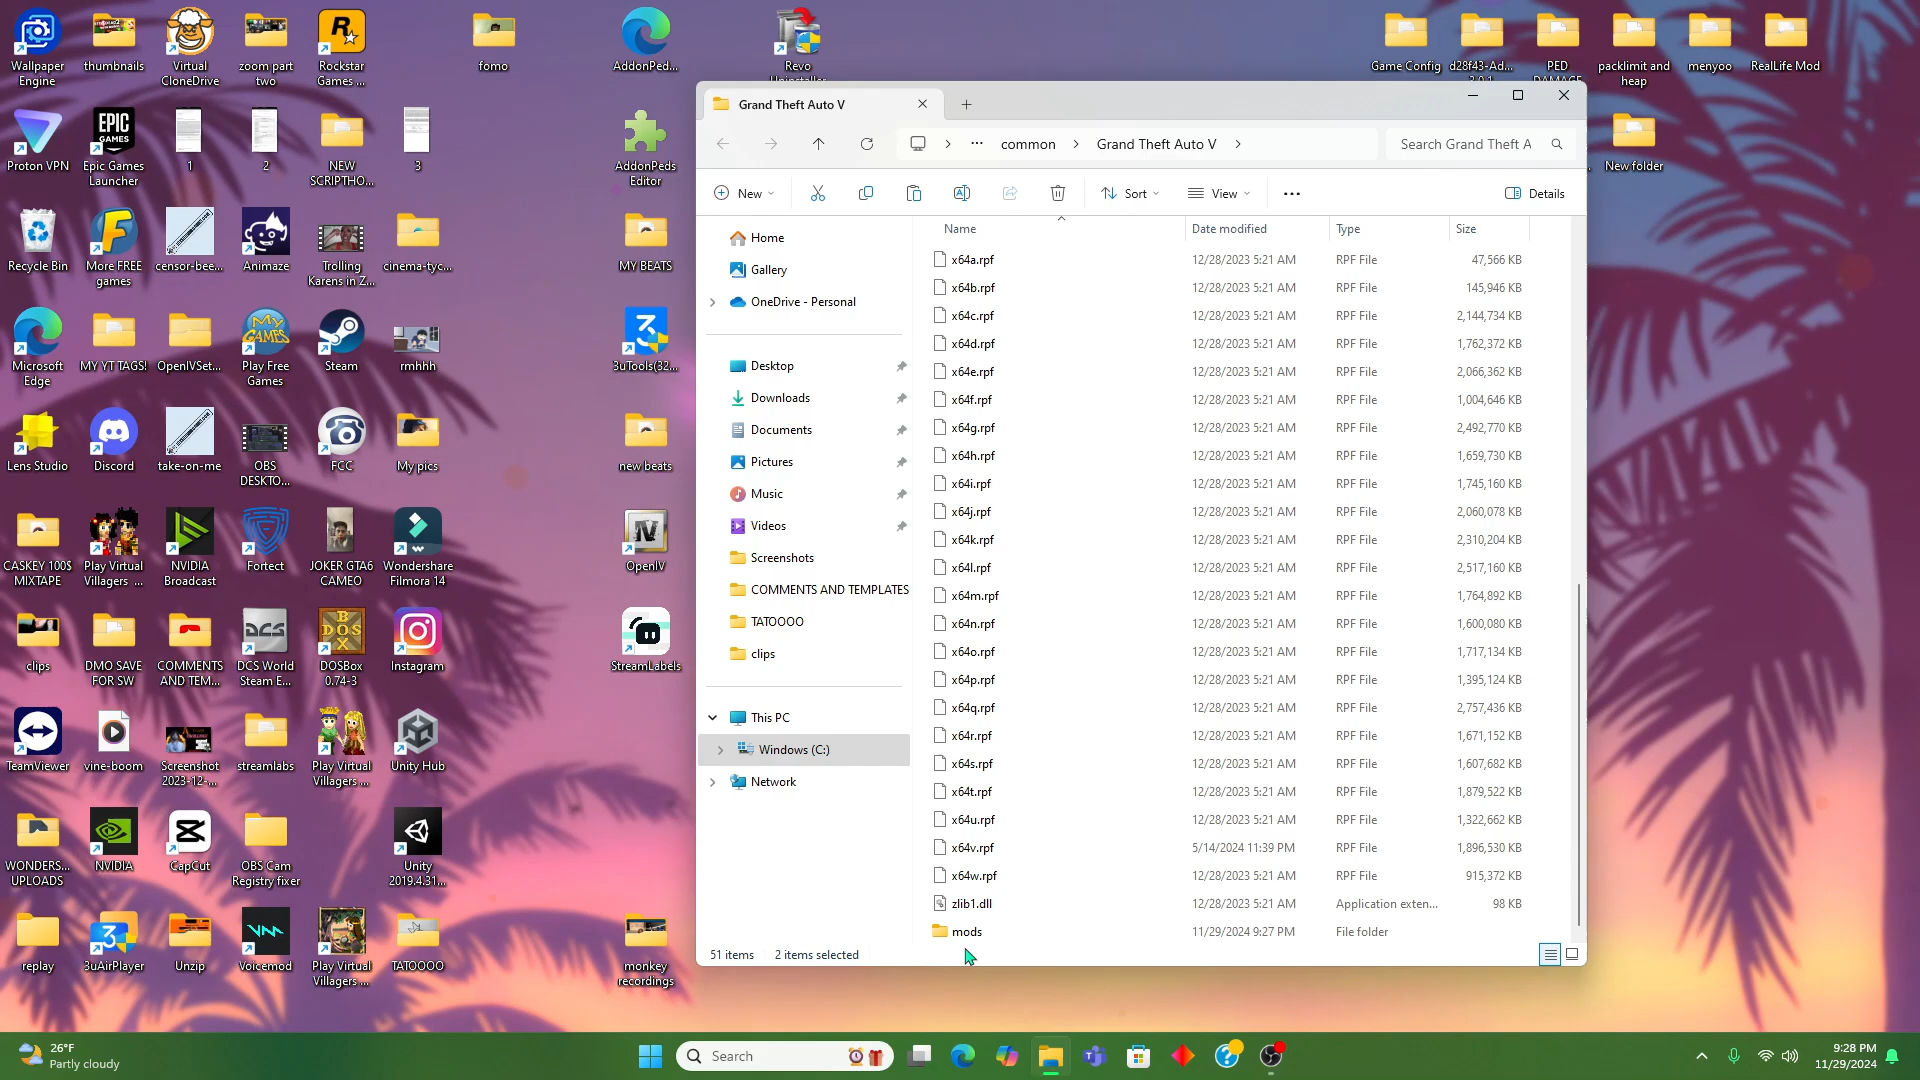 Wallpaper
Engine
thumbnails
Virtual
CloneDrive
zoom part
two
Rockstar
Games ...
fomo
AddonPed...
Revo
Game Config
d28f43-Ad...
PED
packlimit and
heap
menyoo
RealLife Mod
Proton VPN
Epic Games
Launcher
1
2
NEW
SCRIPTHO...
3
AddonPeds
Editor
New folder
Recycle Bin
More FREE
games
censor-bee...
Animaze
Trolling
Karens in Z...
cinema-tyc...
MY BEATS
Microsoft
Edge
MY YT TAGS!
OpenIVSet...
Play Free
Games
Steam
rmhhh
3uTools(32...
Lens Studio
Discord
take-on-me
OBS
DESKTO...
FCC
My pics
new beats
CASKEY 100$
MIXTAPE
Play Virtual
Villagers ...
NVIDIA
Broadcast
Fortect
JOKER GTA6
CAMEO
Wondershare
Filmora 14
OpenIV
clips
DMO SAVE
FOR SW
COMMENTS
AND TEM...
DCS World
Steam E...
DOSBox
0.74-3
Instagram
StreamLabels
TeamViewer
vine-boom
Screenshot
2023-12-...
streamlabs
Play Virtual
Villagers ...
Unity Hub
WONDERS...
UPLOADS
NVIDIA
CapCut
OBS Cam
Registry fixer
Unity
2019.4.31...
replay
3uAirPlayer
Unzip
Voicemod
Play Virtual
Villagers ...
TATOOOO
monkey
recordings
Grand Theft Auto V
common > Grand Theft Auto V >
Search Grand Theft A
New
Sort
View
Details
Home
Gallery
OneDrive - Personal
Desktop
Downloads
Documents
Pictures
Music
Videos
Screenshots
COMMENTS AND TEMPLATES
TATOOOO
clips
This PC
Windows (C:)
Network
Name Date modified Type Size
x64a.rpf 12/28/2023 5:21 AM RPF File 47,566 KB
x64b.rpf 12/28/2023 5:21 AM RPF File 145,946 KB
x64c.rpf 12/28/2023 5:21 AM RPF File 2,144,734 KB
x64d.rpf 12/28/2023 5:21 AM RPF File 1,762,372 KB
x64e.rpf 12/28/2023 5:21 AM RPF File 2,066,362 KB
x64f.rpf 12/28/2023 5:21 AM RPF File 1,004,646 KB
x64g.rpf 12/28/2023 5:21 AM RPF File 2,492,770 KB
x64h.rpf 12/28/2023 5:21 AM RPF File 1,659,730 KB
x64i.rpf 12/28/2023 5:21 AM RPF File 1,745,160 KB
x64j.rpf 12/28/2023 5:21 AM RPF File 2,060,078 KB
x64k.rpf 12/28/2023 5:21 AM RPF File 2,310,204 KB
x64l.rpf 12/28/2023 5:21 AM RPF File 2,517,160 KB
x64m.rpf 12/28/2023 5:21 AM RPF File 1,764,892 KB
x64n.rpf 12/28/2023 5:21 AM RPF File 1,600,080 KB
x64o.rpf 12/28/2023 5:21 AM RPF File 1,717,134 KB
x64p.rpf 12/28/2023 5:21 AM RPF File 1,395,124 KB
x64q.rpf 12/28/2023 5:21 AM RPF File 2,757,436 KB
x64r.rpf 12/28/2023 5:21 AM RPF File 1,671,152 KB
x64s.rpf 12/28/2023 5:21 AM RPF File 1,607,682 KB
x64t.rpf 12/28/2023 5:21 AM RPF File 1,879,522 KB
x64u.rpf 12/28/2023 5:21 AM RPF File 1,322,662 KB
x64v.rpf 5/14/2024 11:39 PM RPF File 1,896,530 KB
x64w.rpf 12/28/2023 5:21 AM RPF File 915,372 KB
zlib1.dll 12/28/2023 5:21 AM Application exten... 98 KB
mods 11/29/2024 9:27 PM File folder
51 items 2 items selected
26°F
Partly cloudy
Search
9:28 PM
11/29/2024